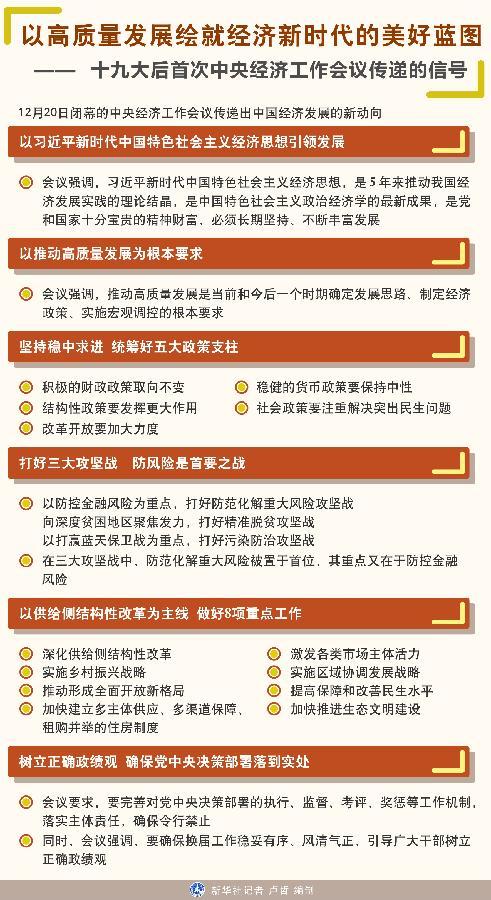 以高质量发展绘就经济新时代的美好蓝图
—— 十九大后首次中央经济工作会议传递的信号
12月20日闭幕的中央经济工作会议传递出中国经济发展的新动向
以习近平新时代中国特色社会主义经济思想引领发展
会议强调，习近平新时代中国特色社会主义经济思想，是5年来推动我国经
济发展实践的理论结晶，是中国特色社会主义政治经济学的最新成果，是党
和国家十分宝贵的精神财富，必须长期坚持、不断丰富发展
以推动高质量发展为根本要求
会议强调，推动高质量发展是当前和今后一个时期确定发展思路、制定经济
政策、实施宏观调控的根本要求
坚持稳中求进 统筹好五大政策支柱
积极的财政政策取向不变
稳健的货币政策要保持中性
结构性政策要发挥更大作用
社会政策要注重解决突出民生问题
改革开放要加大力度
打好三大攻坚战 防风险是首要之战
以防控金融风险为重点，打好防范化解重大风险攻坚战
向深度贫困地区聚焦发力，打好精准脱贫攻坚战
以打赢蓝天保卫战为重点，打好污染防治攻坚战
在三大攻坚战中，防范化解重大风险被置于首位，其重点又在于防控金融
风险
以供给侧结构性改革为主线 做好8项重点工作
深化供给侧结构性改革
激发各类市场主体活力
实施乡村振兴战略
实施区域协调发展战略
推动形成全面开放新格局
提高保障和改善民生水平
加快建立多主体供应、多渠道保障、
租购并举的住房制度
加快推进生态文明建设
树立正确政绩观 确保党中央决策部署落到实处
会议要求，要完善对党中央决策部署的执行、监督、考评、奖惩等工作机制，
落实主体责任，确保令行禁止
同时，会议强调，要确保换届工作稳妥有序、风清气正，引导广大干部树立
正确政绩观
新华社记者 卢哲 编制